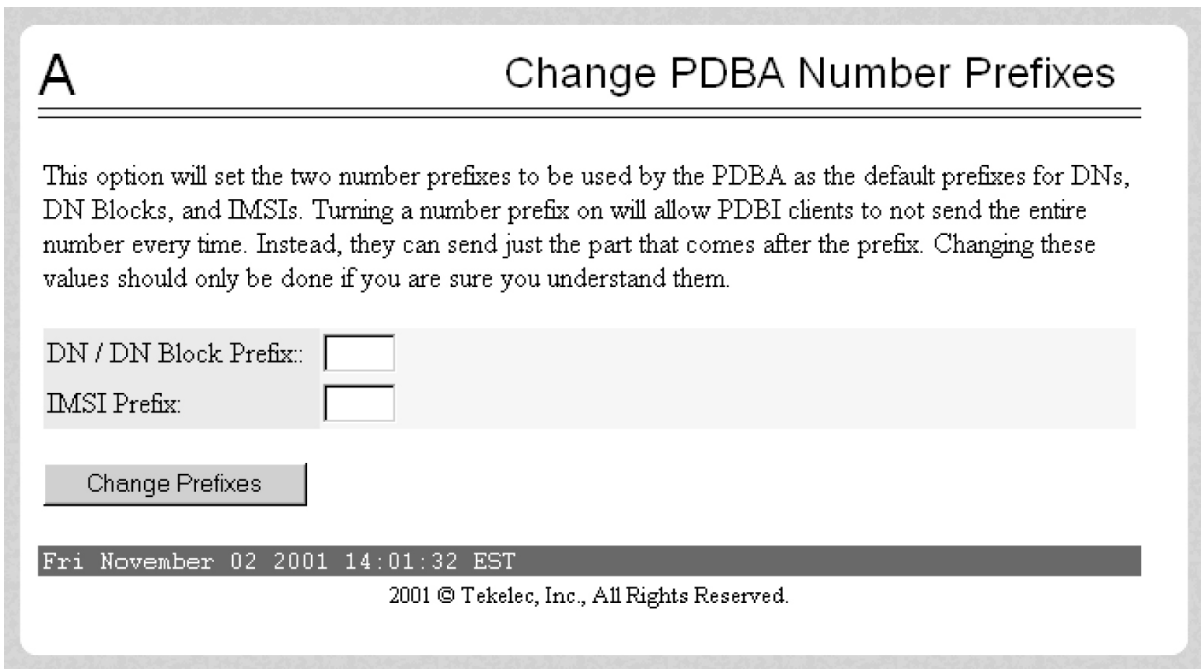 A
Change PDBA Number Prefixes
This option will set the two number prefixes to be used by the PDBA as the default prefixes for DNs,
DN Blocks, and IMSIs. Turning a number prefix on will allow PDBI clients to not send the entire
number every time. Instead, they can send just the part that comes after the prefix. Changing these
values should only be done if you are sure you understand them.
DN / DN Block Prefix::
IMSI Prefix:
Change Prefixes
Fri November 02 2001 14:01:32 EST
2001 © Tekelec, Inc., All Rights Reserved.